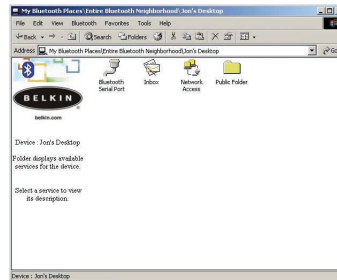 My Bluetooth Places\Entire Bluetooth Neighborhood\Jon's Desktop
File Edit View Bluetooth Favorites Tools Help
Back Search Folders
Address My Bluetooth Places\Entire Bluetooth Neighborhood\Jon's Desktop Go
BELKIN
belkin.com
Device : Jon's Desktop
Folder displays available
services for the device.
Select a service to view
its description.
Bluetooth
Serial Port
Inbox
Network
Access
Public Folder
Device : Jon's Desktop